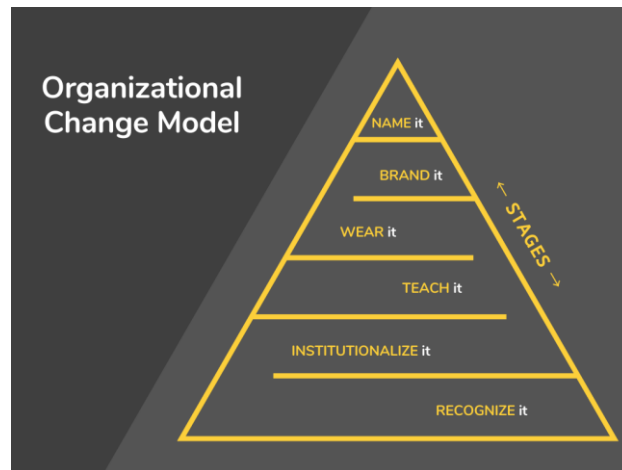 Organizational
Change Model
NAME it
BRAND it
WEAR it
TEACH it
INSTITUTIONALIZE it
RECOGNIZE it
← STAGES →